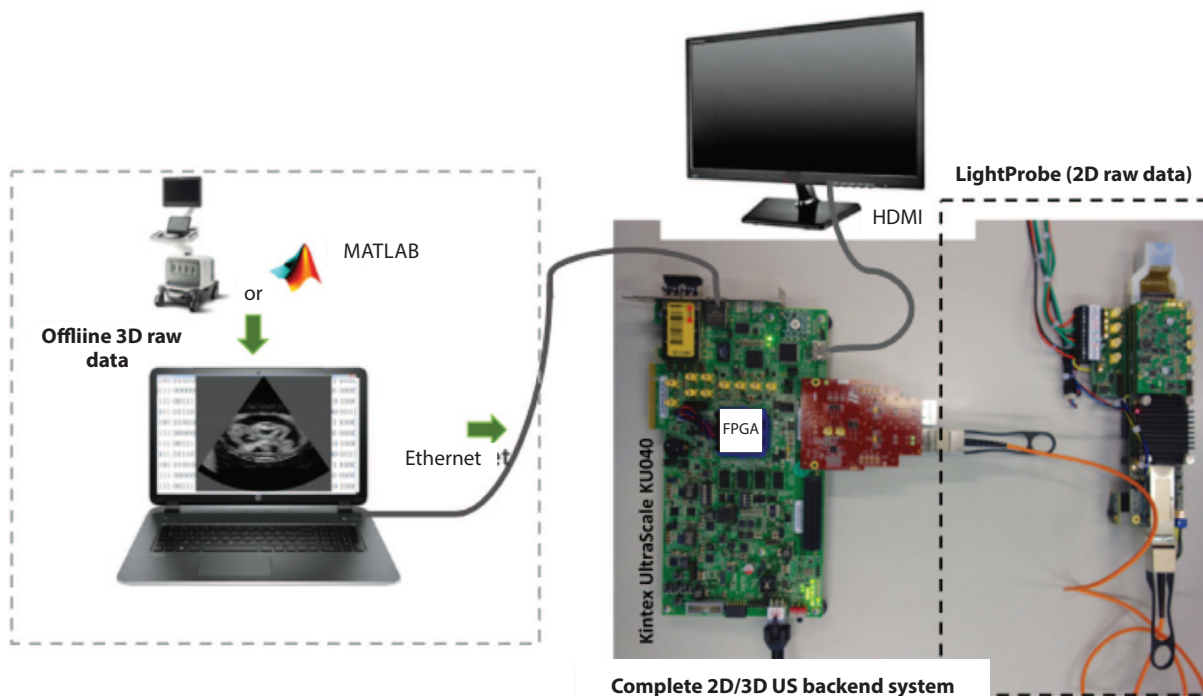 LightProbe (2D raw data)
HDMI
MATLAB
or
Offliine 3D raw
data
Ethernet
FPGA
Kintex UltraScale KU040
Complete 2D/3D US backend system